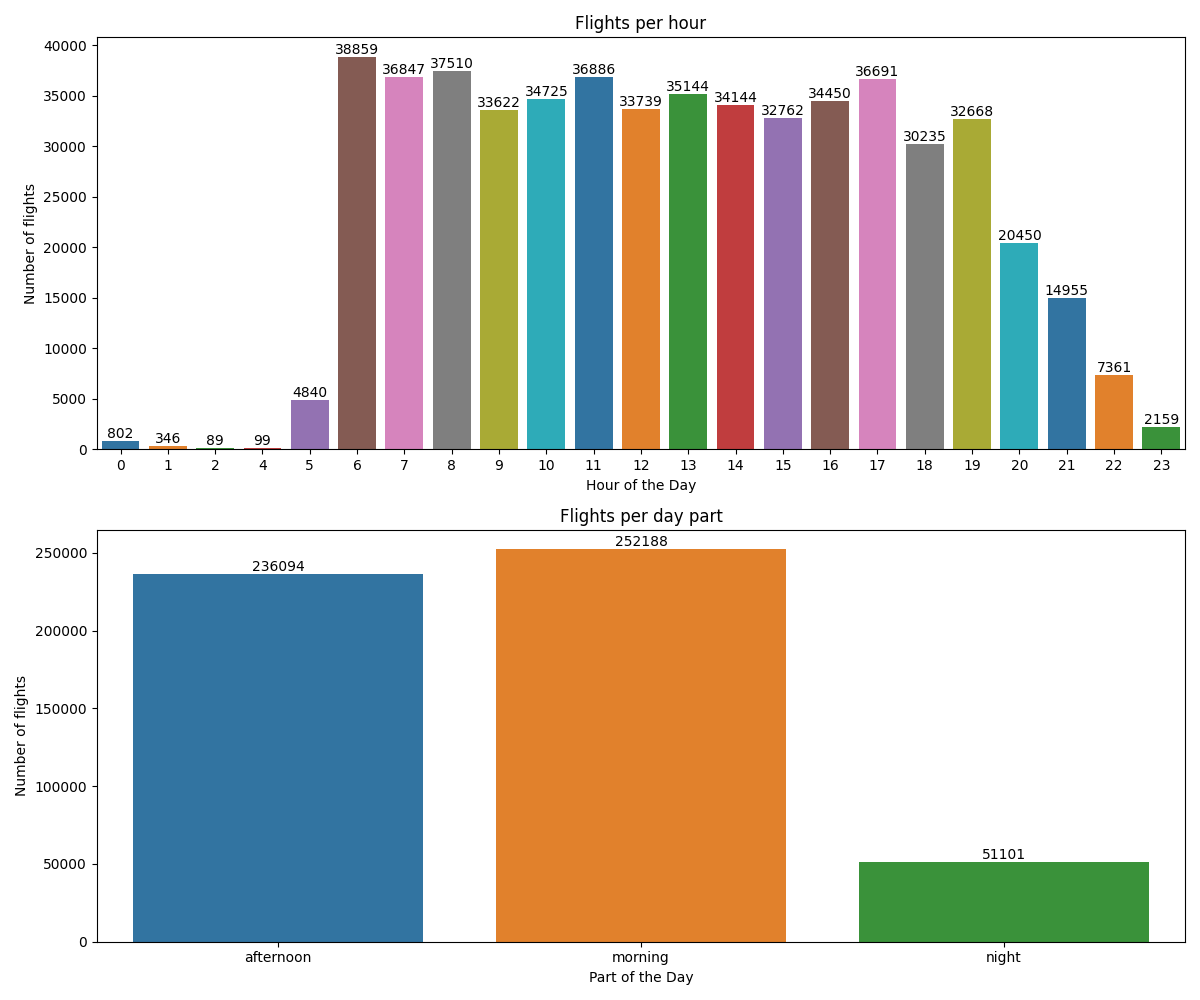 Flights per hour
40000
35000
30000
25000
20000
15000
10000
5000
0
Number of flights
802 346 89 99 4840 38859 36847 37510 33622 34725 36886 33739 35144 34144 32762 34450 36691 30235 32668 20450 14955 7361 2159
0 1 2 4 5 6 7 8 9 10 11 12 13 14 15 16 17 18 19 20 21 22 23
Hour of the Day
Flights per day part
250000
200000
150000
100000
50000
0
Number of flights
236094 252188 51101
afternoon morning night
Part of the Day